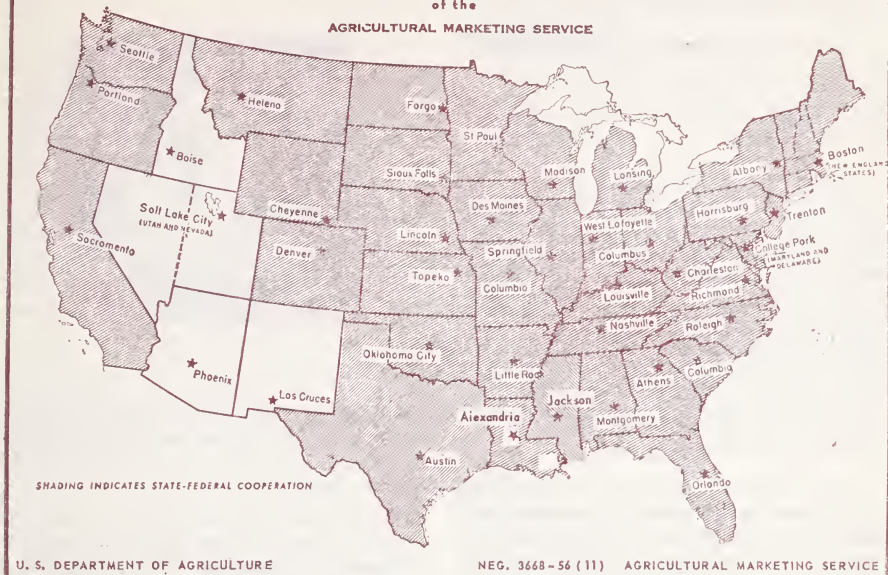 of the
AGRICULTURAL MARKETING SERVICE
Seattle
Portland
Helena
Fargo
St Paul
Boise
Sioux Falls
Madison
Lansing
Albany
Boston
(NEW ENGLAND
STATES)
Salt Lake City
(UTAH AND NEVADA)
Cheyenne
Des Moines
West Lafayette
Harrisburg
Trenton
Sacramento
Denver
Lincoln
Springfield
Columbus
College Park
(MARYLAND AND
DELAWARE)
Topeka
Columbia
Charleston
Louisville
Richmond
Nashville
Raleigh
Oklahoma City
Phoenix
Little Rock
Columbia
Athens
Las Cruces
Jackson
Alexandria
Montgomery
Austin
Orlando
SHADING INDICATES STATE-FEDERAL COOPERATION
U. S. DEPARTMENT OF AGRICULTURE
NEG. 3668-56 (11) AGRICULTURAL MARKETING SERVICE